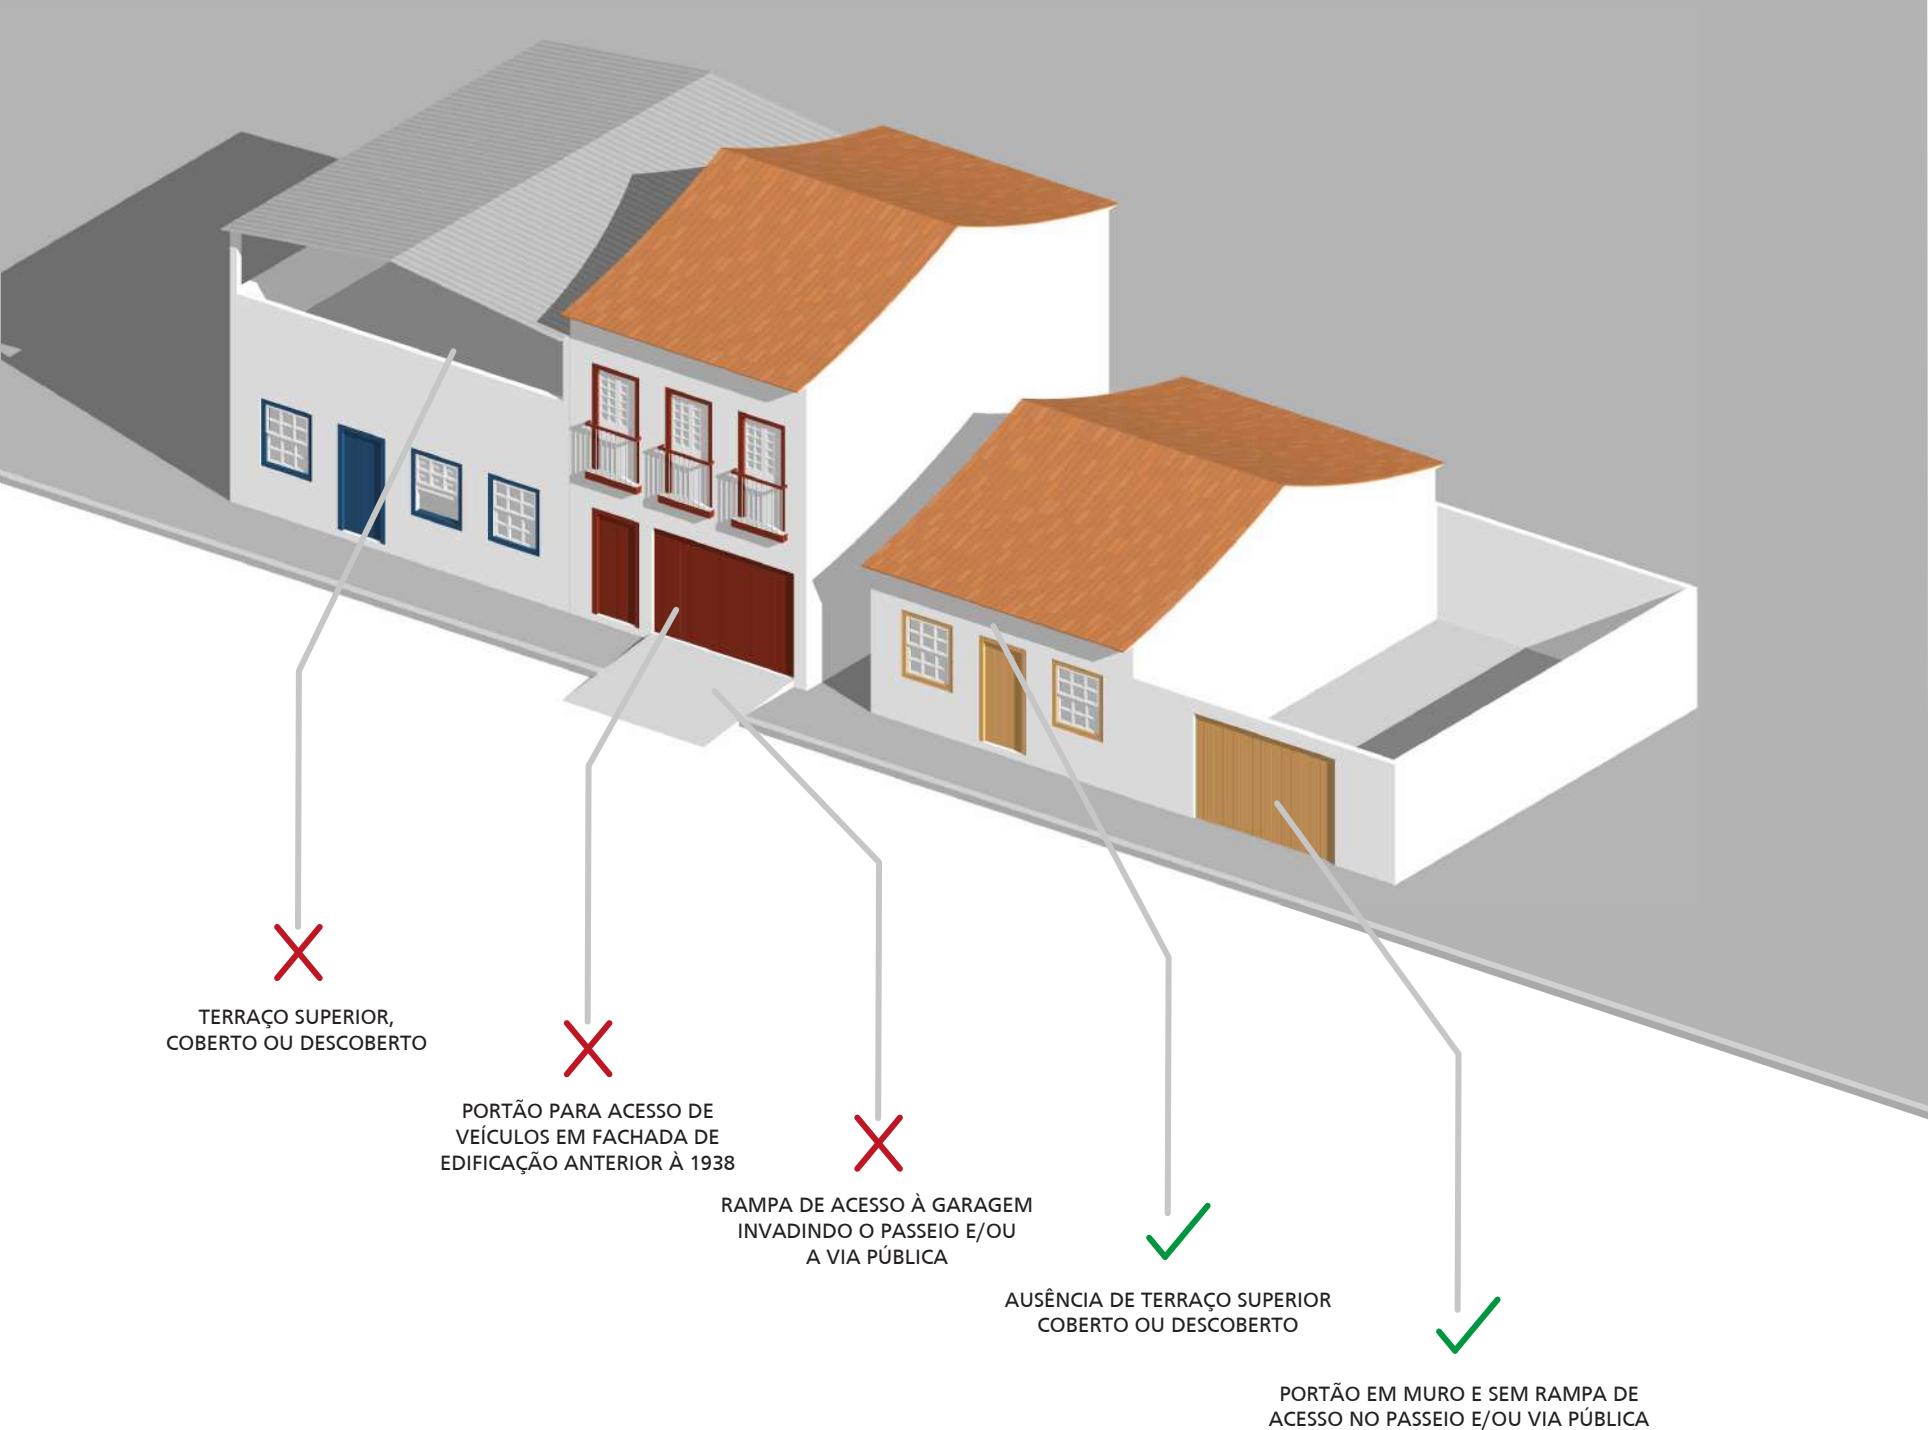 TERRAÇO SUPERIOR,
COBERTO OU DESCOBERTO
PORTÃO PARA ACESSO DE
VEÍCULOS EM FACHADA DE
EDIFICAÇÃO ANTERIOR À 1938
RAMPA DE ACESSO À GARAGEM
INVADINDO O PASSEIO E/OU
A VIA PÚBLICA
AUSÊNCIA DE TERRAÇO SUPERIOR
COBERTO OU DESCOBERTO
PORTÃO EM MURO E SEM RAMPA DE
ACESSO NO PASSEIO E/OU VIA PÚBLICA